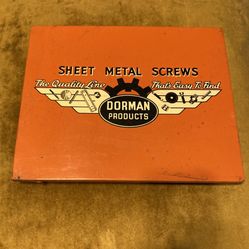 SHEET METAL SCREWS
The Quality Line That's Easy To Find
DORMAN
PRODUCTS